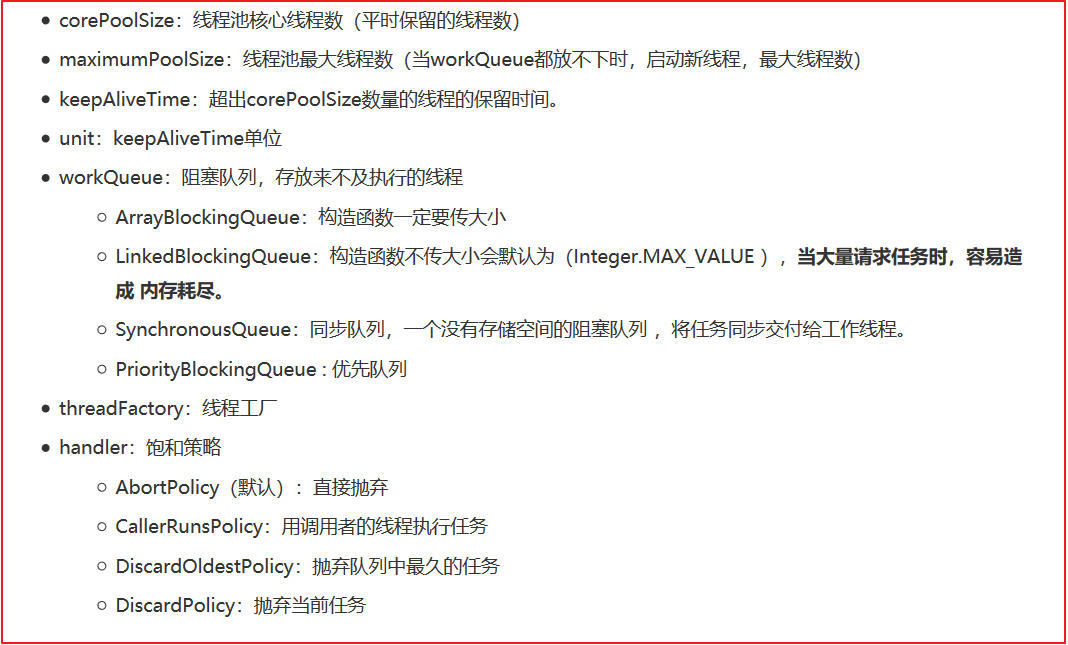 corePoolSize：线程池核心线程数（平时保留的线程数）
maximumPoolSize：线程池最大线程数（当workQueue都放不下时，启动新线程，最大线程数）
keepAliveTime：超出corePoolSize数量的线程的保留时间。
unit：keepAliveTime单位
workQueue：阻塞队列，存放来不及执行的线程
ArrayBlockingQueue：构造函数一定要传大小
LinkedBlockingQueue：构造函数不传大小会默认为（Integer.MAX_VALUE ），当大量请求任务时，容易造
成 内存耗尽。
SynchronousQueue：同步队列，一个没有存储空间的阻塞队列 ，将任务同步交付给工作线程。
PriorityBlockingQueue : 优先队列
threadFactory：线程工厂
handler：饱和策略
AbortPolicy（默认）：直接抛弃
CallerRunsPolicy：用调用者的线程执行任务
DiscardOldestPolicy：抛弃队列中最久的任务
DiscardPolicy：抛弃当前任务